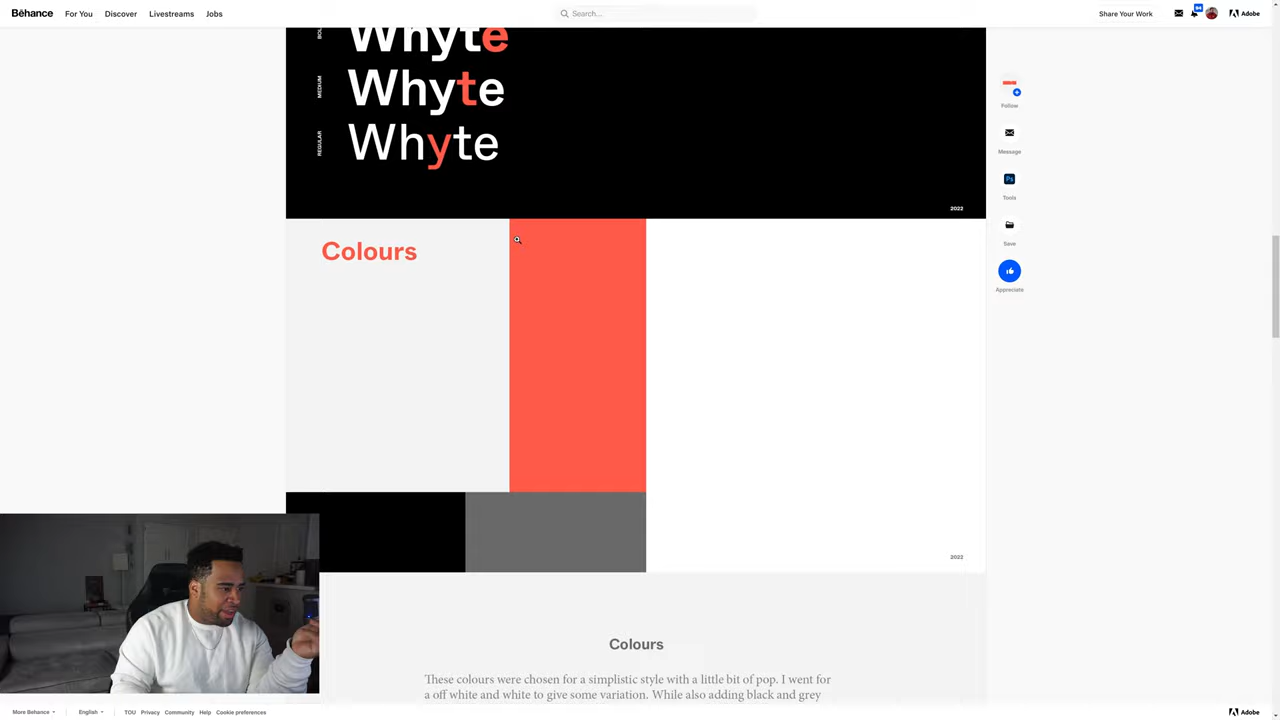 Bēhance For You Discover Livestreams Jobs Search... Share Your Work Adobe
Whyte
MEDIUM Whyte
REGULAR Whyte
2022
Colours
2022
Colours
These colours were chosen for a simplistic style with a little bit of pop. I went for
a off white and white to give some variation. While also adding black and grey
Follow
Message
Ps
Tools
Save
Appreciate
More Behance English TOU Privacy Community Help Cookie preferences Adobe